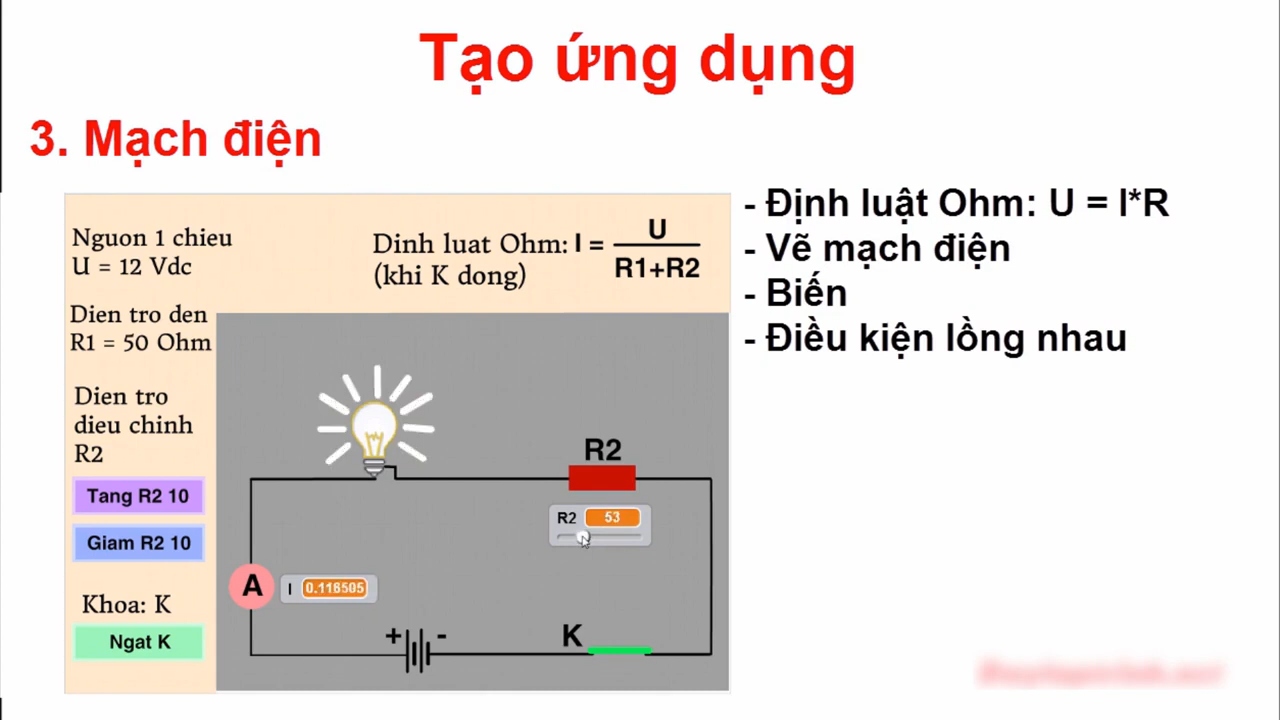 Tạo ứng dụng
3. Mạch điện
Nguon 1 chieu
U = 12 Vdc
Dinh luat Ohm: I = U / R1+R2
(khi K dong)
Dien tro den
R1 = 50 Ohm
Dien tro
dieu chinh
R2
Tang R2 10
Giam R2 10
Khoa: K
Ngat K
R2
R2 53
A
I 0.116505
+ -
K
- Định luật Ohm: U = I*R
- Vẽ mạch điện
- Biến
- Điều kiện lồng nhau